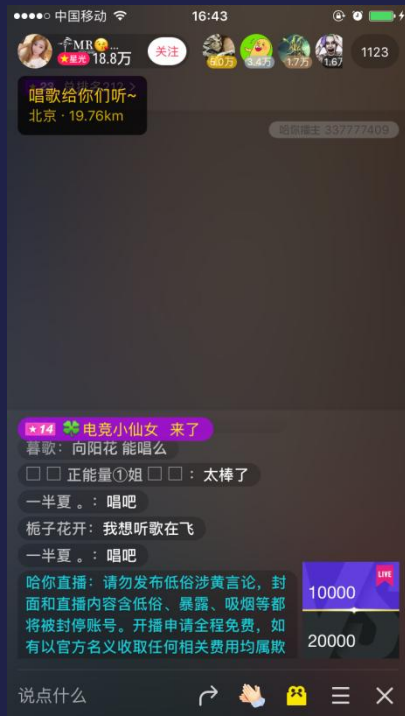 中国移动
16:43
MR😘...
★星光 18.8万
关注
5.0万
3.4万
1.7万
1.6万
1123
唱歌给你们听~
北京 · 19.76km
哈你播主 337777409
★14 🍀电竞小仙女 来了
暮歌: 向阳花 能唱么
□ □ 正能量①姐 □ □ : 太棒了
一半夏 。: 唱吧
栀子花开: 我想听歌在飞
一半夏 。: 唱吧
哈你直播: 请勿发布低俗涉黄言论, 封
面和直播内容含低俗、暴露、吸烟等都
将被封停账号。开播申请全程免费, 如
有以官方名义收取任何相关费用均属欺
LIVE
10000
20000
说点什么